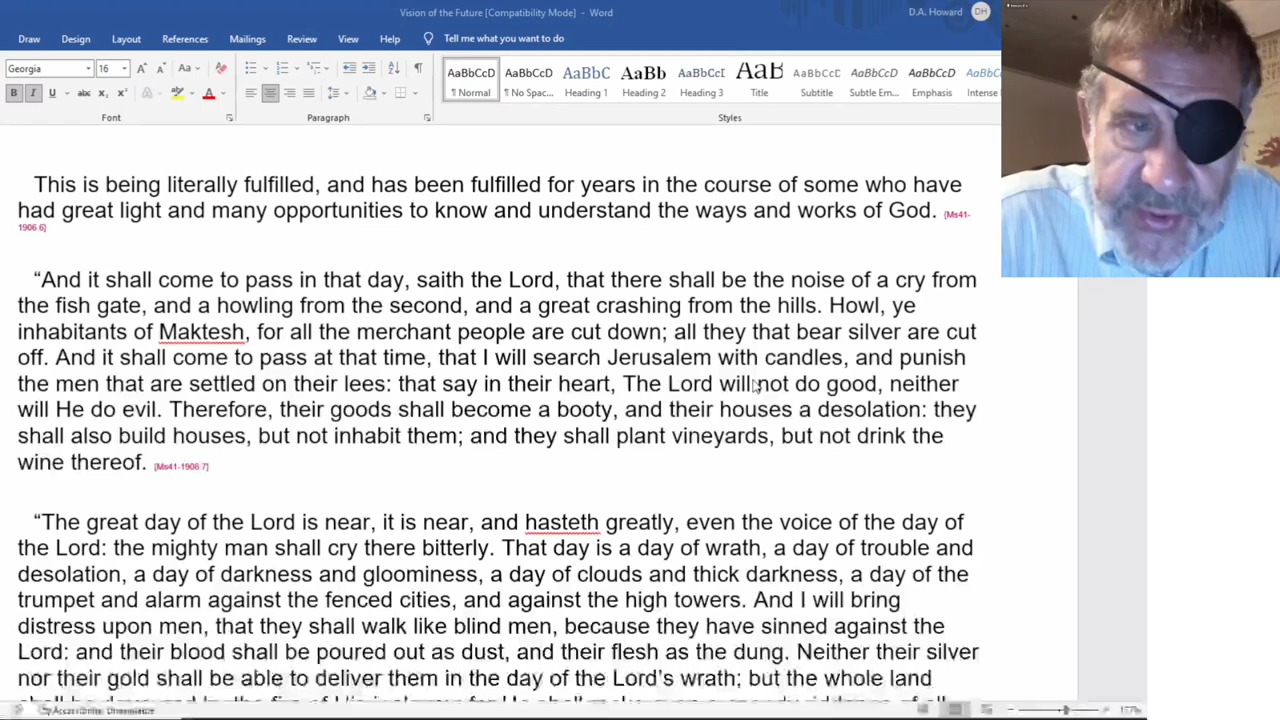 Vision of the Future [Compatibility Mode] - Word
D.A. Howard
DH
Draw Design Layout References Mailings Review View Help Tell me what you want to do
Georgia 16 Aa
AaBbCcD AaBbCcD AaBbC AaBb AaBbCcI AaB AaBbCcD AaBbCcD AaBbCcD AaBbCc
B I U abc x₂ x² A A
¶ Normal ¶ No Spac... Heading 1 Heading 2 Heading 3 Title Subtitle Subtle Em... Emphasis Intense
Font Paragraph Styles
This is being literally fulfilled, and has been fulfilled for years in the course of some who have
had great light and many opportunities to know and understand the ways and works of God. {Ms41-
1906.6}
“And it shall come to pass in that day, saith the Lord, that there shall be the noise of a cry from
the fish gate, and a howling from the second, and a great crashing from the hills. Howl, ye
inhabitants of Maktesh, for all the merchant people are cut down; all they that bear silver are cut
off. And it shall come to pass at that time, that I will search Jerusalem with candles, and punish
the men that are settled on their lees: that say in their heart, The Lord will not do good, neither
will He do evil. Therefore, their goods shall become a booty, and their houses a desolation: they
shall also build houses, but not inhabit them; and they shall plant vineyards, but not drink the
wine thereof. {Ms41-1906.7}
“The great day of the Lord is near, it is near, and hasteth greatly, even the voice of the day of
the Lord: the mighty man shall cry there bitterly. That day is a day of wrath, a day of trouble and
desolation, a day of darkness and gloominess, a day of clouds and thick darkness, a day of the
trumpet and alarm against the fenced cities, and against the high towers. And I will bring
distress upon men, that they shall walk like blind men, because they have sinned against the
Lord: and their blood shall be poured out as dust, and their flesh as the dung. Neither their silver
nor their gold shall be able to deliver them in the day of the Lord’s wrath; but the whole land